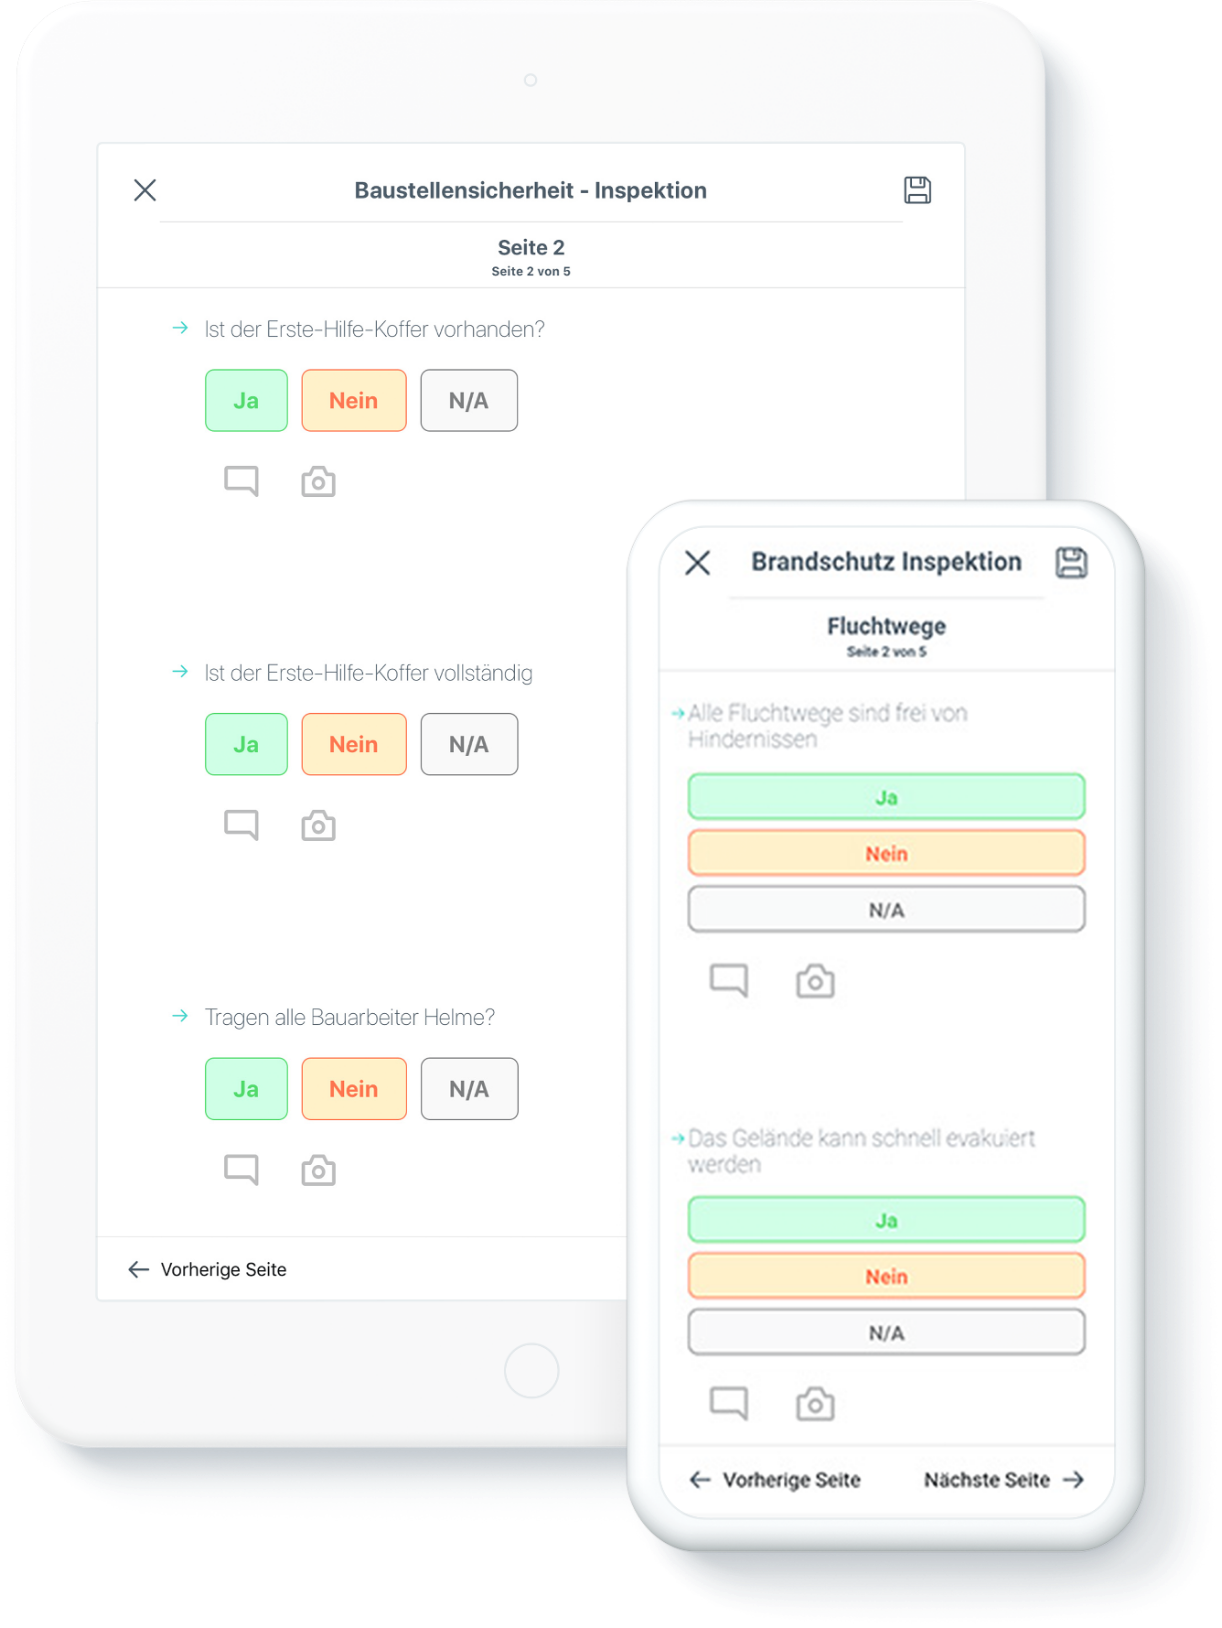 Baustellensicherheit - Inspektion
Seite 2
Seite 2 von 5
Ist der Erste-Hilfe-Koffer vorhanden?
Ja Nein N/A
Ist der Erste-Hilfe-Koffer vollständig
Ja Nein N/A
Tragen alle Bauarbeiter Helme?
Ja Nein N/A
Vorherige Seite
Brandschutz Inspektion
Fluchtwege
Seite 2 von 5
Alle Fluchtwege sind frei von
Hindernissen
Ja
Nein
N/A
Das Gelände kann schnell evakuiert
werden
Ja
Nein
N/A
Vorherige Seite Nächste Seite